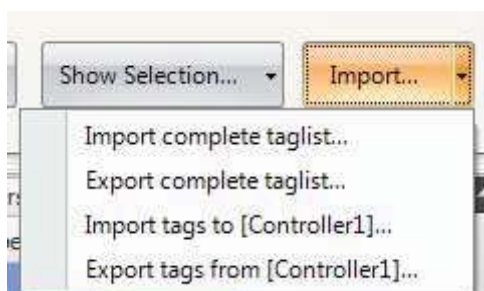 Show Selection... Import...
Import complete taglist...
Export complete taglist...
Import tags to [Controller1]...
Export tags from [Controller1]...